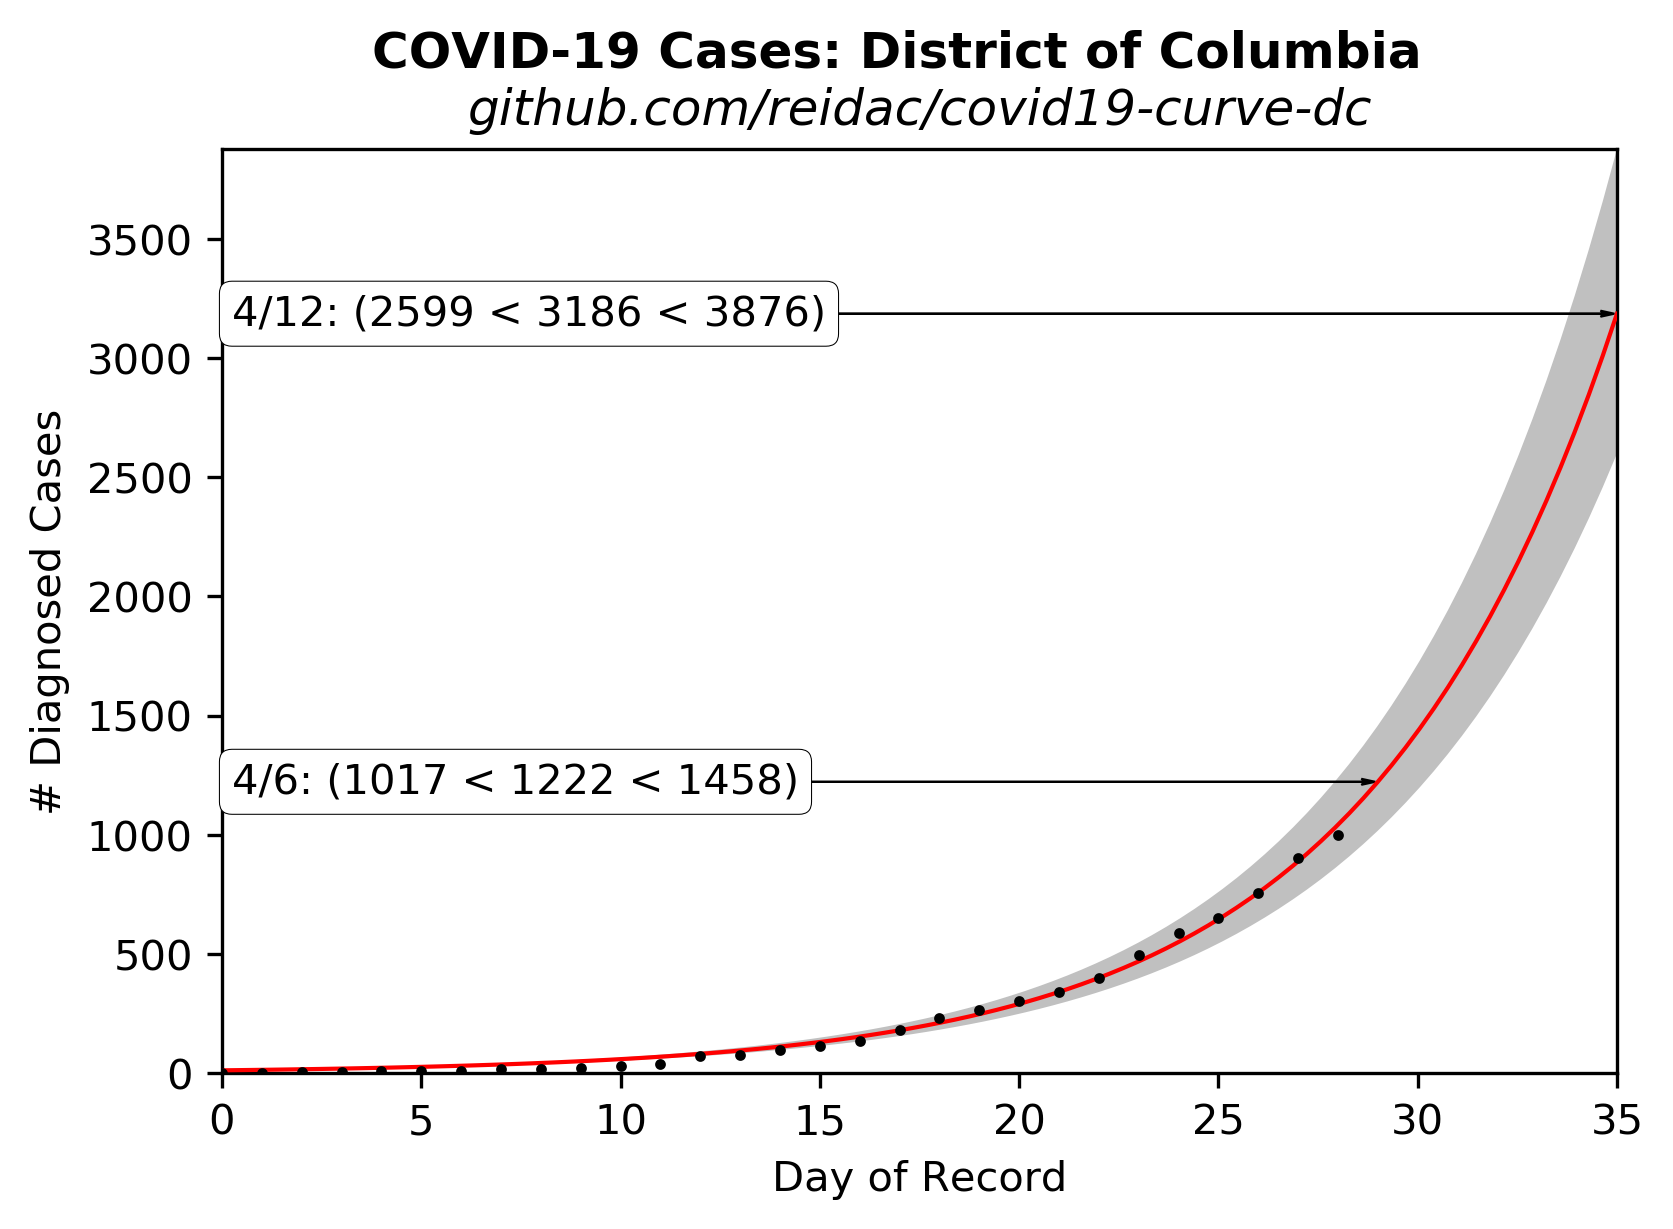 COVID-19 Cases: District of Columbia
github.com/reidac/covid19-curve-dc
# Diagnosed Cases
3500
4/12: (2599 < 3186 < 3876)
3000
2500
2000
1500
4/6: (1017 < 1222 < 1458)
1000
500
0
0 5 10 15 20 25 30 35
Day of Record